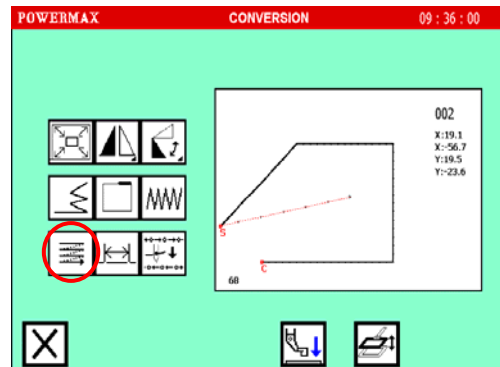 POWERMAX CONVERSION 09 : 36 : 00
002
X:19.1
X:-56.7
Y:19.5
Y:-23.6
S
C
68